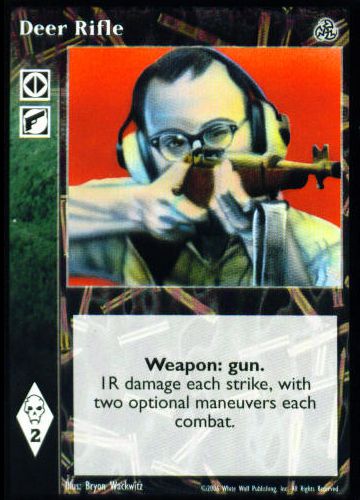 Deer Rifle
Weapon: gun.
1R damage each strike, with
two optional maneuvers each
combat.
2
Illus: Bryon Wackwitz
©2006 White Wolf Publishing, Inc. All Rights Reserved.